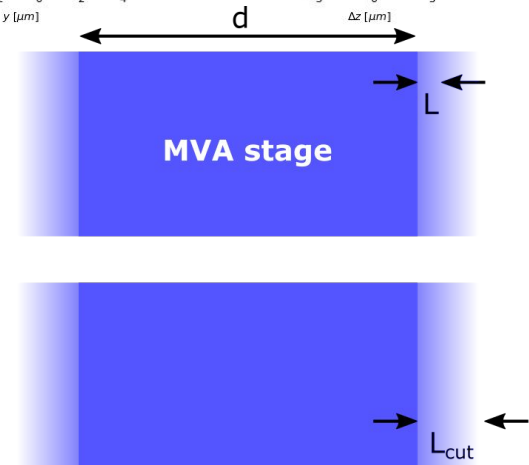 y [μm]
Δz [μm]
d
L
MVA stage
Lcut